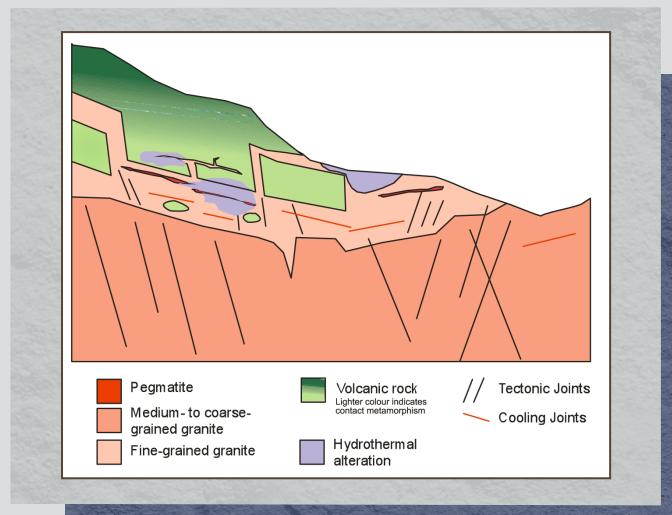 Pegmatite
Medium- to coarse-
grained granite
Fine-grained granite
Volcanic rock
Lighter colour indicates
contact metamorphism
Hydrothermal
alteration
Tectonic Joints
Cooling Joints